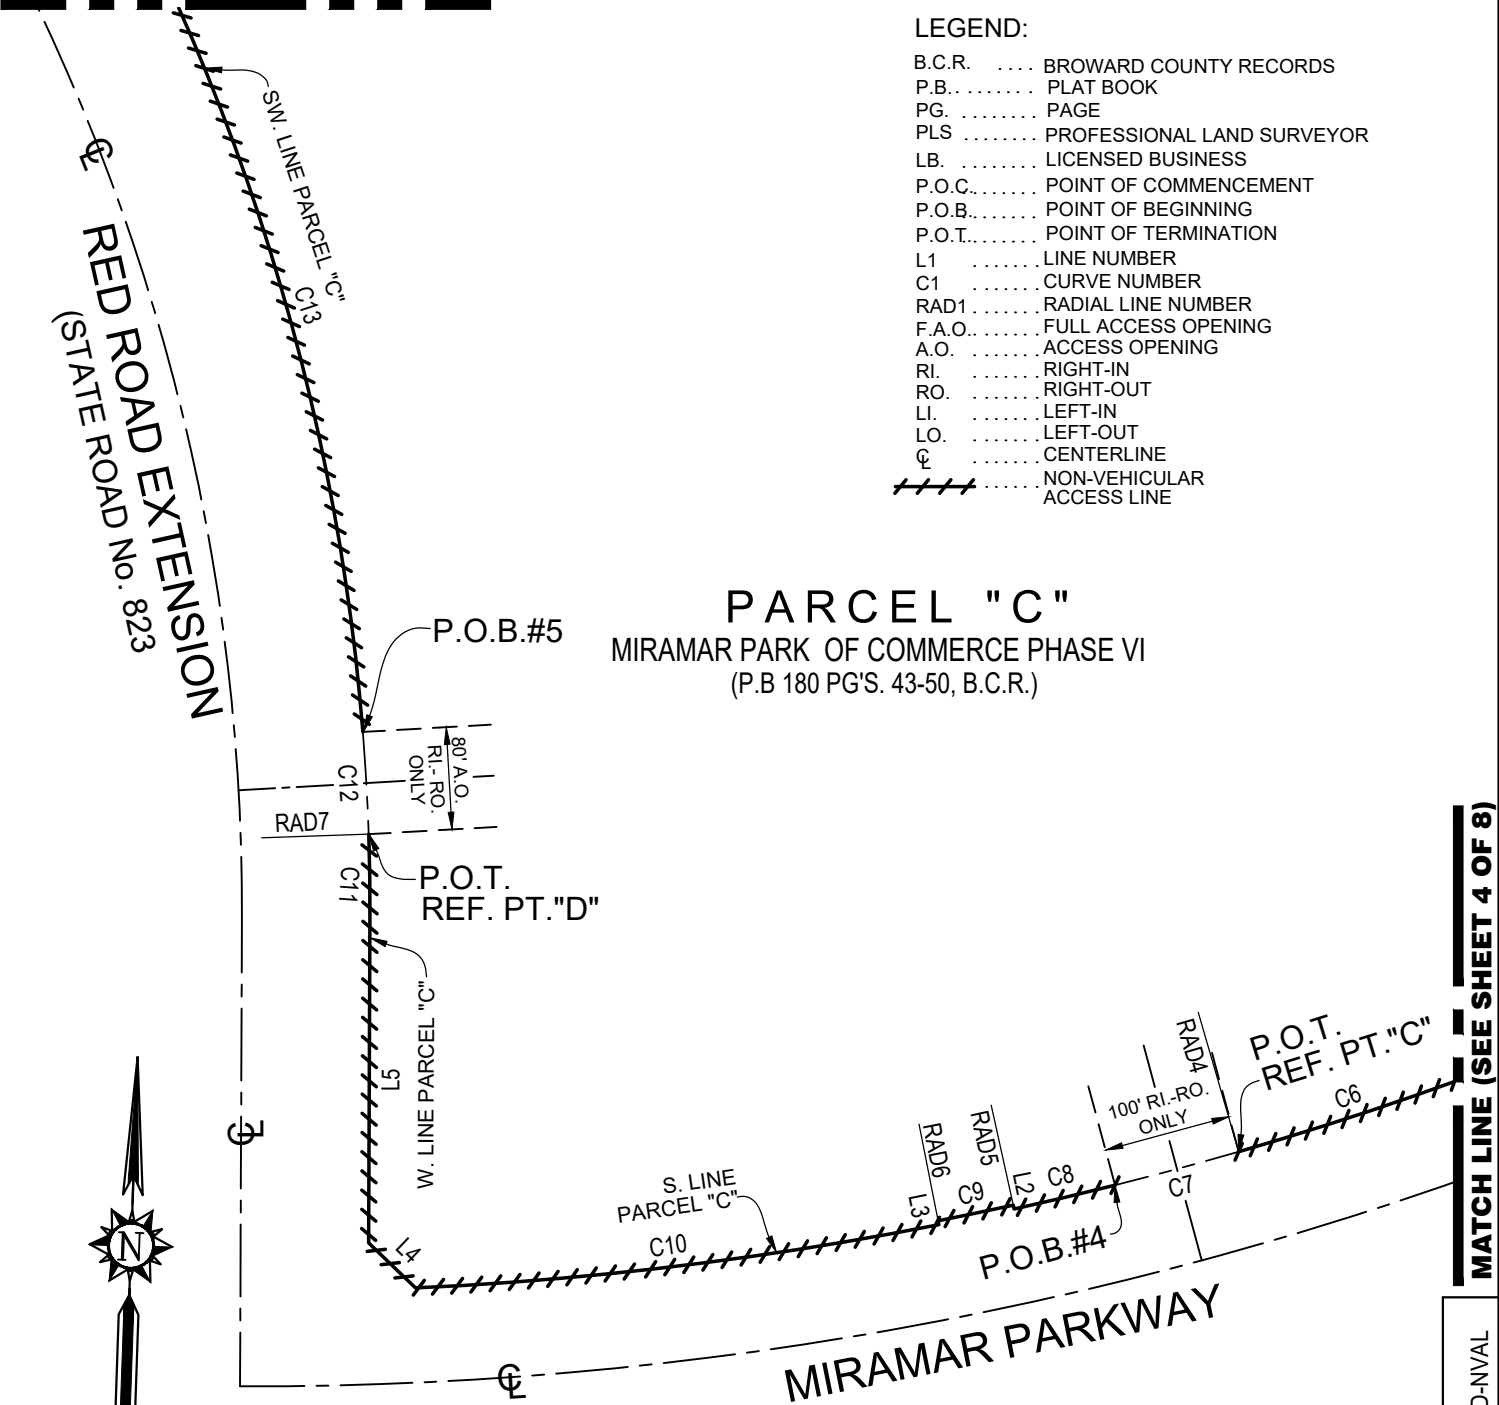 LEGEND:
B.C.R. .... BROWARD COUNTY RECORDS
P.B......... PLAT BOOK
PG. ........ PAGE
PLS ........ PROFESSIONAL LAND SURVEYOR
LB. ........ LICENSED BUSINESS
P.O.C........ POINT OF COMMENCEMENT
P.O.B........ POINT OF BEGINNING
P.O.T........ POINT OF TERMINATION
L1 ....... LINE NUMBER
C1 ....... CURVE NUMBER
RAD1 ....... RADIAL LINE NUMBER
F.A.O........ FULL ACCESS OPENING
A.O. ....... ACCESS OPENING
RI. ....... RIGHT-IN
RO. ....... RIGHT-OUT
LI. ....... LEFT-IN
LO. ....... LEFT-OUT
℄ ....... CENTERLINE
...... NON-VEHICULAR
ACCESS LINE
SW. LINE PARCEL "C"
C13
℄
RED ROAD EXTENSION
(STATE ROAD No. 823
P.O.B.#5
PARCEL "C"
MIRAMAR PARK OF COMMERCE PHASE VI
(P.B 180 PG'S. 43-50, B.C.R.)
80' A.O.
RI.- RO.
ONLY
C12
RAD7
C11
P.O.T.
REF. PT."D"
W. LINE PARCEL "C"
L5
℄
N
L4
S. LINE
PARCEL "C"
C10
L3
RAD6
C9
RAD5
L2
C8
P.O.B.#4
100' RI.-RO.
ONLY
RAD4
C7
P.O.T.
REF. PT."C"
C6
℄
MIRAMAR PARKWAY
MATCH LINE (SEE SHEET 4 OF 8)
D-NVAL